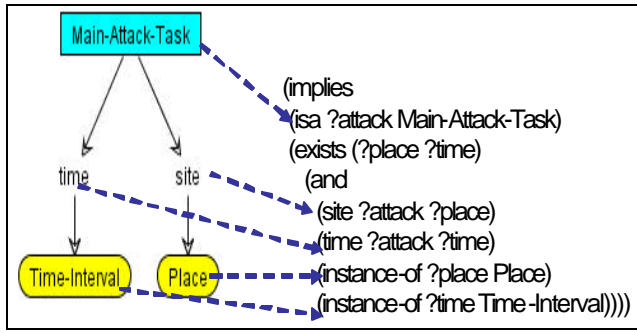 Main-Attack-Task
time
site
Time-Interval
Place
(implies
(isa ?attack Main-Attack-Task)
(exists (?place ?time)
(and
(site ?attack ?place)
(time ?attack ?time)
(instance-of ?place Place)
(instance-of ?time Time-Interval))))